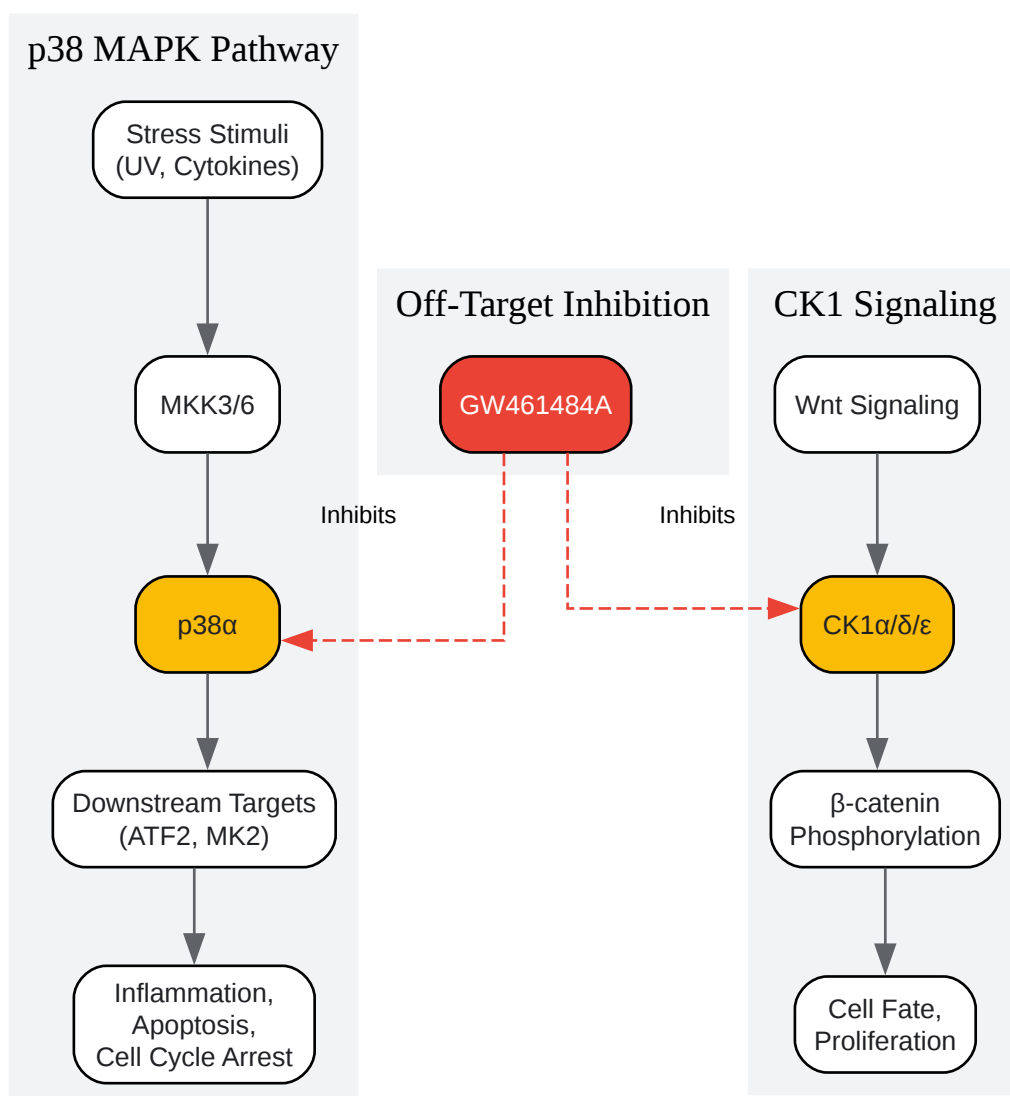 p38 MAPK Pathway
Stress Stimuli
(UV, Cytokines)
MKK3/6
p38α
Downstream Targets
(ATF2, MK2)
Inflammation,
Apoptosis,
Cell Cycle Arrest
Off-Target Inhibition
GW461484A
Inhibits
Inhibits
CK1 Signaling
Wnt Signaling
CK1α/δ/ε
β-catenin
Phosphorylation
Cell Fate,
Proliferation